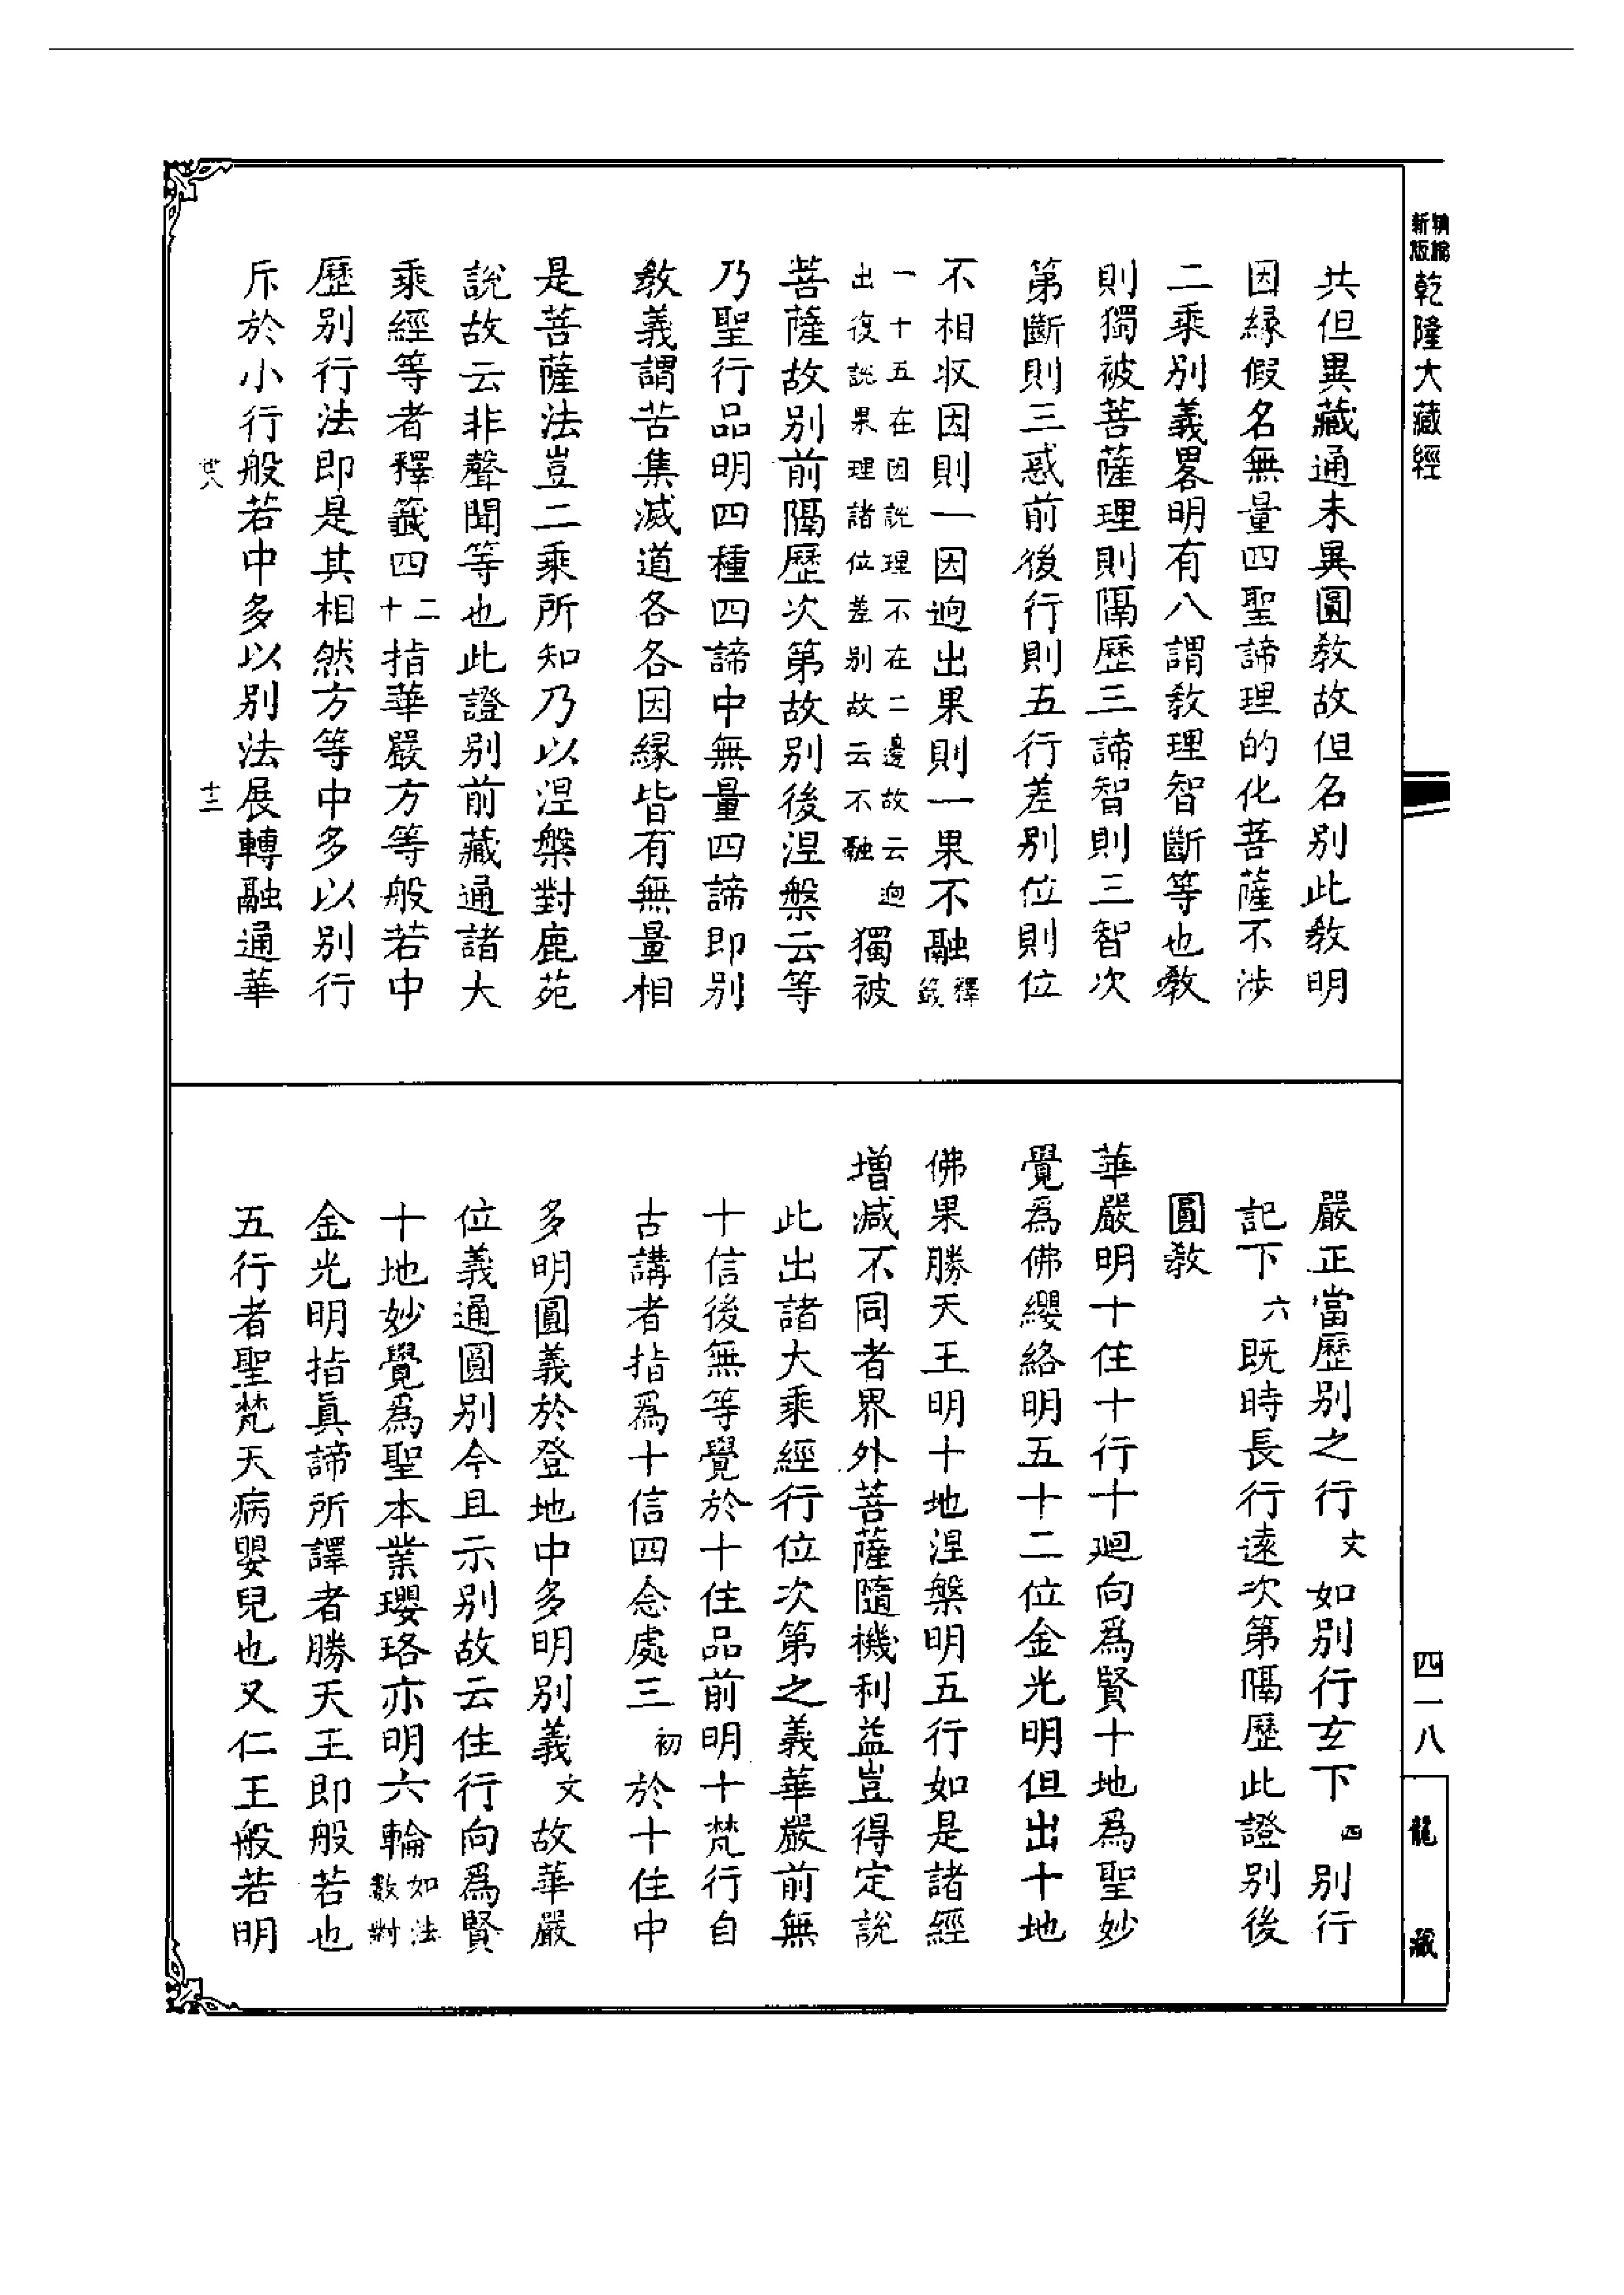 新版 精縮 乾隆大藏經
共但異藏通未異圓教故但名別此教明
因緣假名無量四聖諦理的化菩薩不涉
二乘別義畧明有八謂教理智斷等也教
則獨被菩薩理則隔歷三諦智則三智次
第斷則三惑前後行則五行差別位則位
不相収因則一因逈出果則一果不融釋籖
一十五在因說理不在二邊故云逈出復說果理諸位差別故云不融獨被
菩薩故別前隔歷次第故別後涅槃云等
乃聖行品明四種四諦中無量四諦即別
教義謂苦集滅道各各因緣皆有無量相
是菩薩法豈二乘所知乃以涅槃對鹿苑
說故云非聲聞等也此證別前藏通諸大
乘經等者釋籖四二十指華嚴方等般若中
歷別行法即是其相然方等中多以別行
斥於小行般若中多以別法展轉融通華
世八 十三
嚴正當歷別之行文如別行玄下四別行
記下六既時長行遠次第隔歷此證別後
圓教
華嚴明十住十行十廻向爲賢十地爲聖妙
覺爲佛纓絡明五十二位金光明但出十地
佛果勝天王明十地涅槃明五行如是諸經
增減不同者界外菩薩隨機利益豈得定說
此出諸大乘經行位次第之義華嚴前無
十信後無等覺於十住品前明十梵行自
古講者指爲十信四念處三初於十住中
多明圓義於登地中多明別義文故華嚴
位義通圓別今且示別故云住行向爲賢
十地妙覺爲聖本業瓔珞亦明六輪如法數對
金光明指眞諦所譯者勝天王即般若也
五行者聖梵天病嬰兒也又仁王般若明
四一八
龍藏